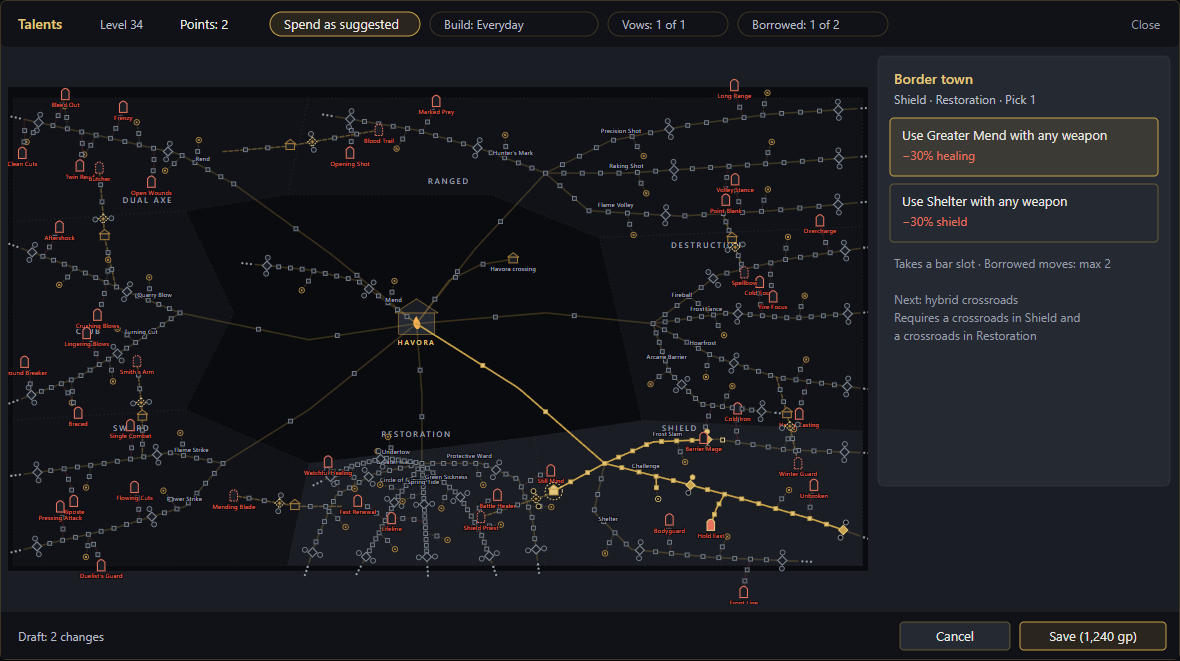 Talents
Level 34
Points: 2
Spend as suggested
Build: Everyday
Vows: 1 of 1
Borrowed: 1 of 2
Close
Border town
Shield · Restoration · Pick 1
Use Greater Mend with any weapon
−30% healing
Use Shelter with any weapon
−30% shield
Takes a bar slot · Borrowed moves: max 2
Next: hybrid crossroads
Requires a crossroads in Shield and
a crossroads in Restoration
Long Range
Bleed Out
Frenzy
Marked Prey
Blood Trail
Precision Shot
Hunter's Mark
Opening Shot
Rend
Clean Cuts
Raking Shot
Butcher
RANGED
Open Wounds
DUAL AXE
Volley Stance
Flame Volley
Point Blank
Overcharge
Aftershock
DESTRUCTION
Havora crossing
Spellbow
Quarry Blow
Mend
Fireball
Fire Focus
Frost Lance
Crushing Blows
Turning Cut
HAVORA
Lingering Blows
Hoarfrost
Arcane Barrier
Smith's Arm
Braced
Coldiron
SWORD
Single Combat
RESTORATION
SHIELD
Frost Slam
Barrier Mage
Flame Strike
Undertow
Protective Ward
Challenge
Watchful Healing
Still Mind
Winter Guard
Green Sickness
Spring Tide
Flowing Cuts
Power Strike
Mending Blade
Battle Healer
Unbroken
Fast Renewal
Riposte
Pressing Attack
Lifeline
Shield Priest
Shelter
Bodyguard
Hold Fast
Duelist's Guard
Front Line
Draft: 2 changes
Cancel
Save (1,240 gp)